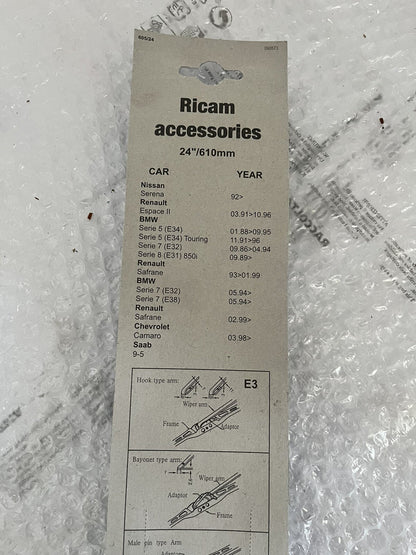 605/24
Ricam
accessories
24"/610mm
CAR YEAR
Nissan
Serena 92>
Renault
Espace II 03.91>10.96
BMW
Serie 5 (E34) 01.88>09.95
Serie 5 (E34) Touring 11.91>96
Serie 7 (E32) 09.86>04.94
Serie 8 (E31) 850i 09.89>
Renault
Safrane 93>01.99
BMW
Serie 7 (E32) 05.94>
Serie 7 (E38) 05.94>
Renault
Safrane 02.99>
Chevrolet
Camaro 03.98>
Saab
9-5
Hook type arm: E3
Wiper arm
Frame
Adaptor
Bayonet type arm:
Wiper arm
Adaptor
Frame
Male pin type Arm